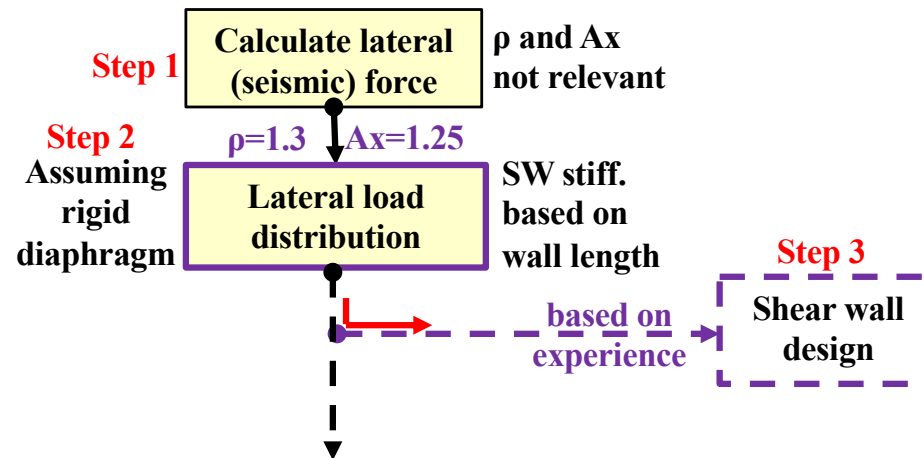 Step 1
Calculate lateral
(seismic) force
ρ and Ax
not relevant
Step 2
ρ=1.3
Ax=1.25
Assuming
rigid
diaphragm
Lateral load
distribution
SW stiff.
based on
wall length
Step 3
based on
experience
Shear wall
design